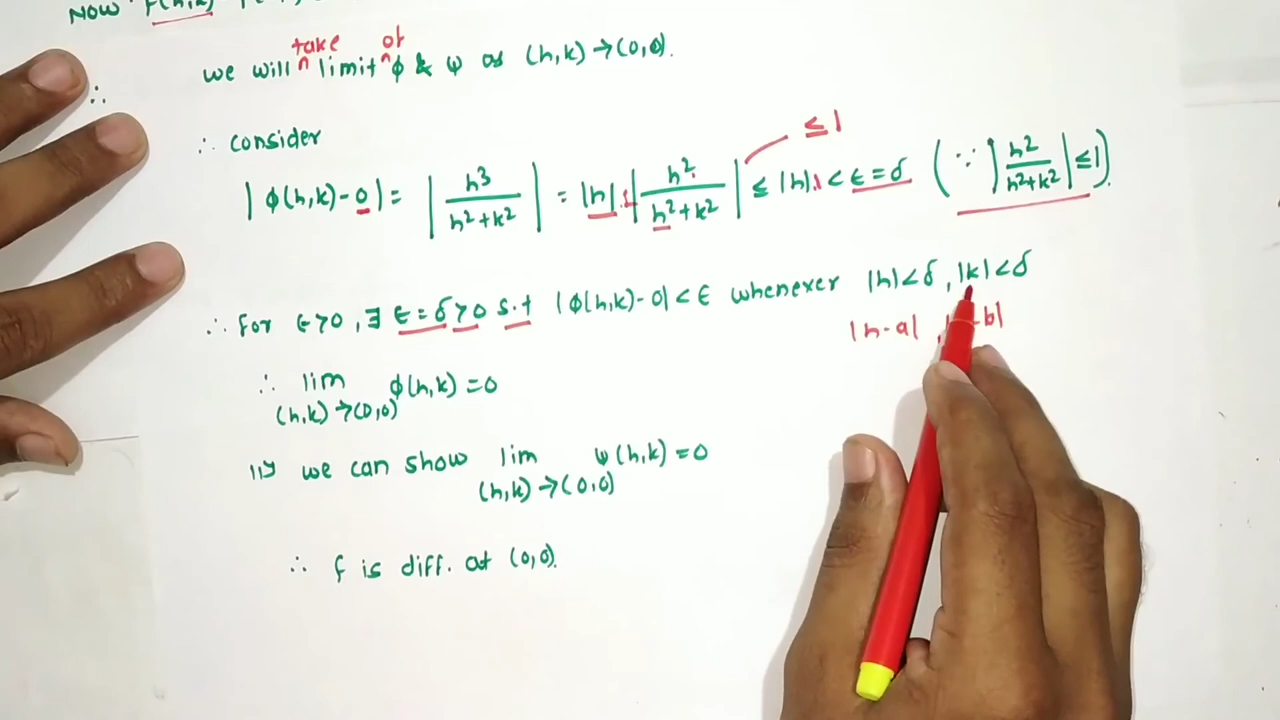 NOW
take of
we will ^ limit ^ φ & ψ as (h,k) → (0,0).
∴
∴ consider
≤ 1
|φ(h,k)-0| = |h³/(h²+k²)| = |h|.|h²/(h²+k²)| ≤ |h|.1 < ε = δ (∵ |h²/(h²+k²)| ≤ 1).
∴ For ε>0, ∃ ε = δ >0 s.t |φ(h,k)-0| < ε whenever |h| < δ, |k| < δ
|h-a| , -b|
∴ lim φ(h,k) = 0
(h,k) → (0,0)
we can show lim ψ(h,k) = 0
(h,k) → (0,0)
∴ f is diff. at (0,0).